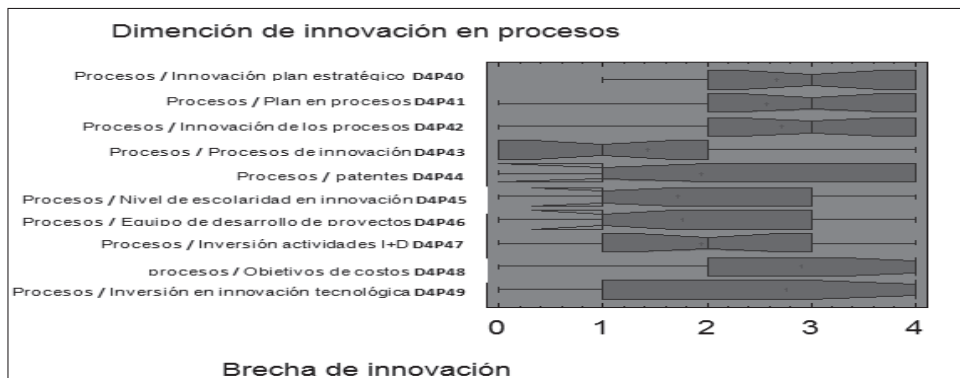 Dimención de innovación en procesos
Procesos / Innovación plan estratégico D4P40
Procesos / Plan en procesos D4P41
Procesos / Innovación de los procesos D4P42
Procesos / Procesos de innovación D4P43
Procesos / patentes D4P44
Procesos / Nivel de escolaridad en innovación D4P45
Procesos / Equipo de desarrollo de proyectos D4P46
Procesos / Inversión actividades I+D D4P47
procesos / Obietivos de costos D4P48
Procesos / Inversión en innovación tecnológica D4P49
0 1 2 3 4
Brecha de innovación